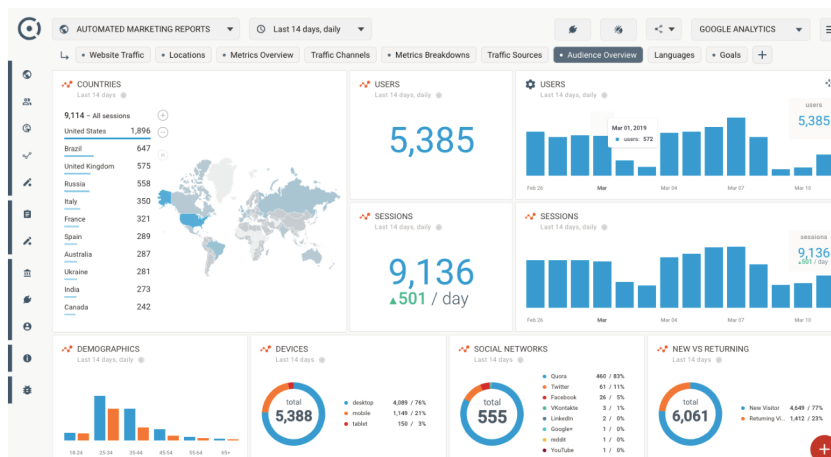 AUTOMATED MARKETING REPORTS
Last 14 days, daily
GOOGLE ANALYTICS
• Website Traffic
• Locations
• Metrics Overview
Traffic Channels
• Metrics Breakdowns
Traffic Sources
• Audience Overview
Languages
• Goals
+
COUNTRIES
Last 14 days
9,114 – All sessions
United States 1,896
Brazil 647
United Kingdom 575
Russia 558
Italy 350
France 321
Spain 289
Australia 287
Ukraine 281
India 273
Canada 242
USERS
Last 14 days, daily
5,385
USERS
Last 14 days, daily
users
5,385
Mar 01, 2019
users: 572
Feb 26 Mar Mar 04 Mar 07 Mar 10
SESSIONS
Last 14 days, daily
9,136
▲501 / day
SESSIONS
Last 14 days, daily
sessions
9,136
▲501 / day
Feb 26 Mar Mar 04 Mar 07 Mar 10
DEMOGRAPHICS
Last 14 days, daily
18-24 25-34 35-44 45-54 55-64 65+
DEVICES
Last 14 days
total
5,388
desktop 4,089 / 76%
mobile 1,149 / 21%
tablet 150 / 3%
SOCIAL NETWORKS
Last 14 days
total
555
Quora 460 / 83%
Twitter 61 / 11%
Facebook 26 / 5%
VKontakte 3 / 1%
LinkedIn 2 / 0%
Google+ 1 / 0%
reddit 1 / 0%
YouTube 1 / 0%
NEW VS RETURNING
Last 14 days
total
6,061
New Visitor 4,649 / 77%
Returning Vi... 1,412 / 23%
+